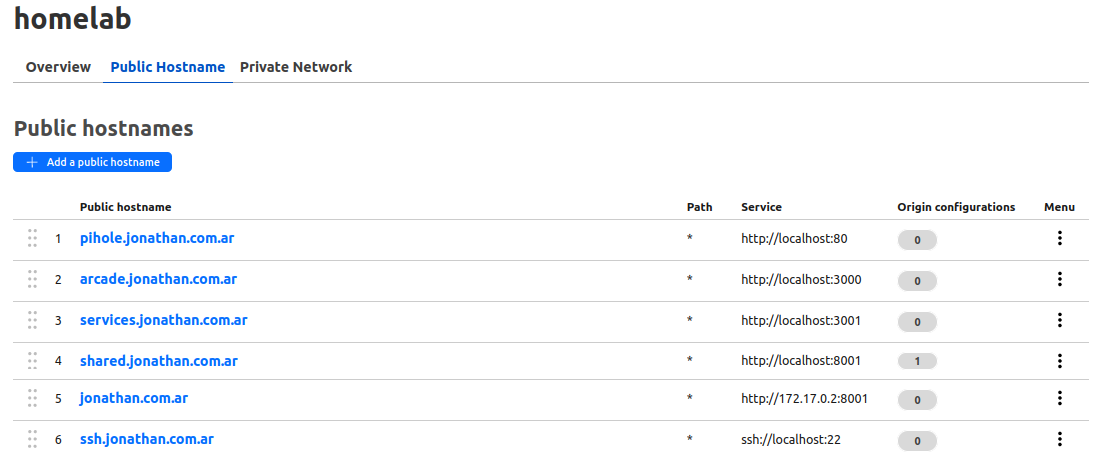 homelab
Overview Public Hostname Private Network
Public hostnames
+ Add a public hostname
Public hostname Path Service Origin configurations Menu
1 pihole.jonathan.com.ar * http://localhost:80 0
2 arcade.jonathan.com.ar * http://localhost:3000 0
3 services.jonathan.com.ar * http://localhost:3001 0
4 shared.jonathan.com.ar * http://localhost:8001 1
5 jonathan.com.ar * http://172.17.0.2:8001 0
6 ssh.jonathan.com.ar * ssh://localhost:22 0